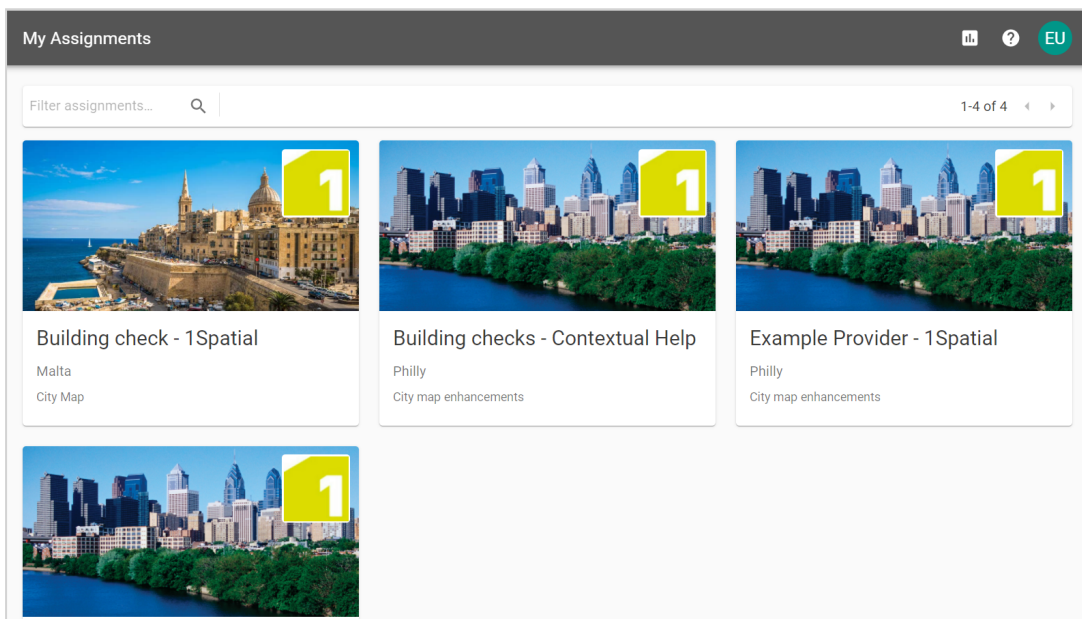 My Assignments
EU
Filter assignments...
1-4 of 4
1
1
1
Building check - 1Spatial
Building checks - Contextual Help
Example Provider - 1Spatial
Malta
Philly
Philly
City Map
City map enhancements
City map enhancements
1